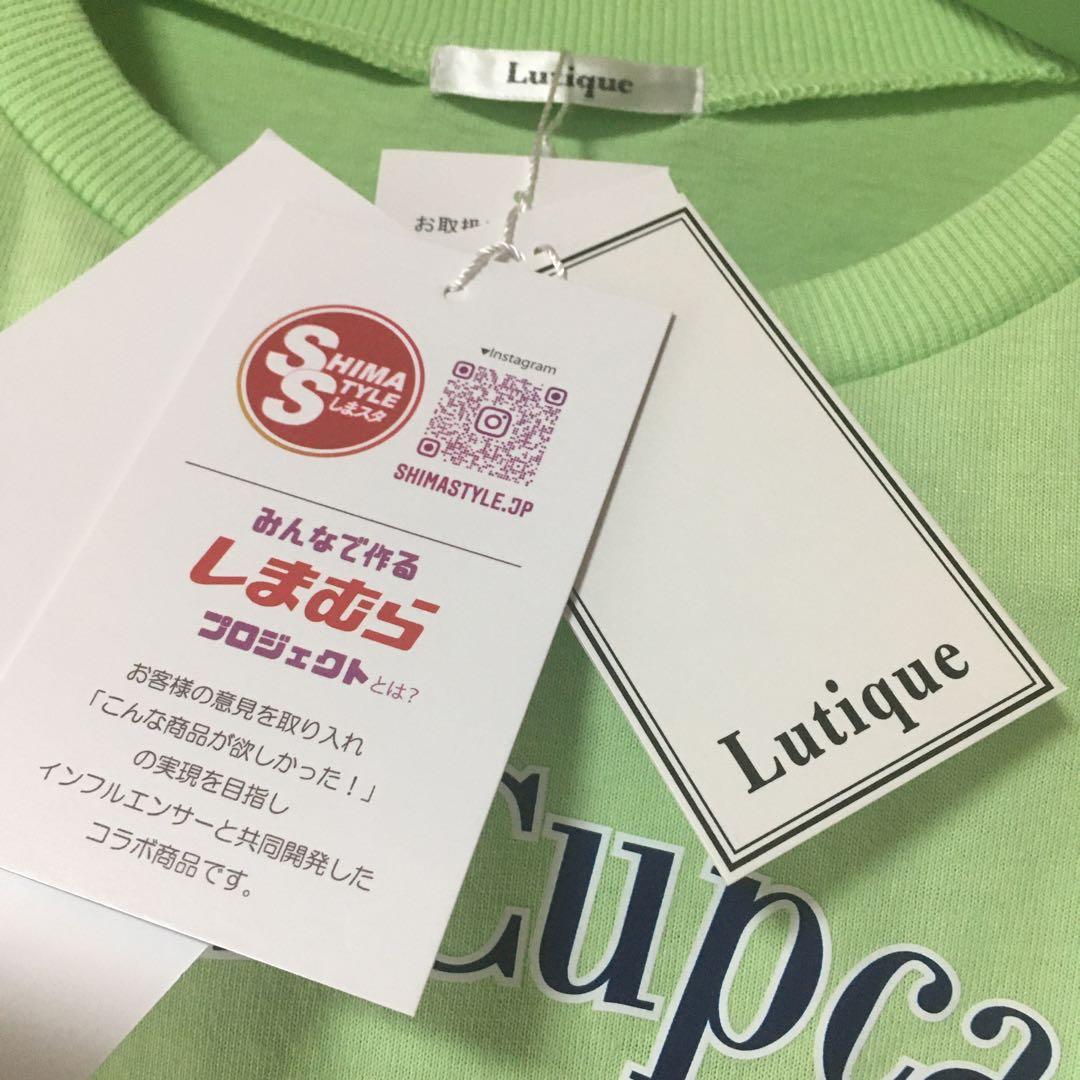 Lutique
お取扱
SHIMA
STYLE
しまスタ
▼Instagram
SHIMASTYLE.JP
みんなで作る
しまむら
プロジェクトとは?
お客様の意見を取り入れ
「こんな商品が欲しかった！」
の実現を目指し
インフルエンサーと共同開発した
コラボ商品です。
Lutique
Cupca